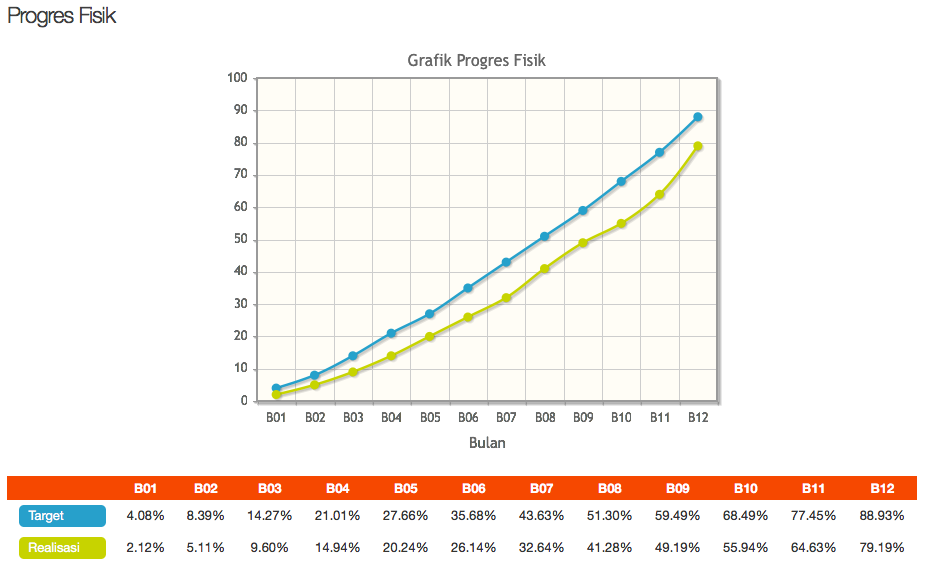 Progres Fisik
Grafik Progres Fisik
100
90
80
70
60
50
40
30
20
10
0
B01 B02 B03 B04 B05 B06 B07 B08 B09 B10 B11 B12
Bulan
B01 B02 B03 B04 B05 B06 B07 B08 B09 B10 B11 B12
Target 4.08% 8.39% 14.27% 21.01% 27.66% 35.68% 43.63% 51.30% 59.49% 68.49% 77.45% 88.93%
Realisasi 2.12% 5.11% 9.60% 14.94% 20.24% 26.14% 32.64% 41.28% 49.19% 55.94% 64.63% 79.19%